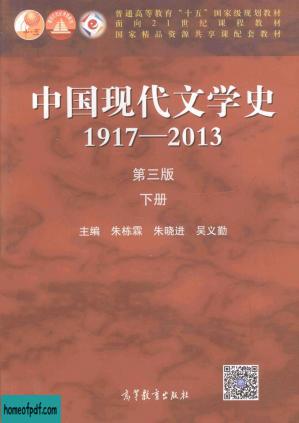 普通高等教育“十五”国家级规划教材
面向21世纪课程教材
国家精品资源共享课配套教材
中国现代文学史
1917—2013
第三版
下册
主编 朱栋霖 朱晓进 吴义勤
高等教育出版社
homeofpdf.com
homeofpdf.com